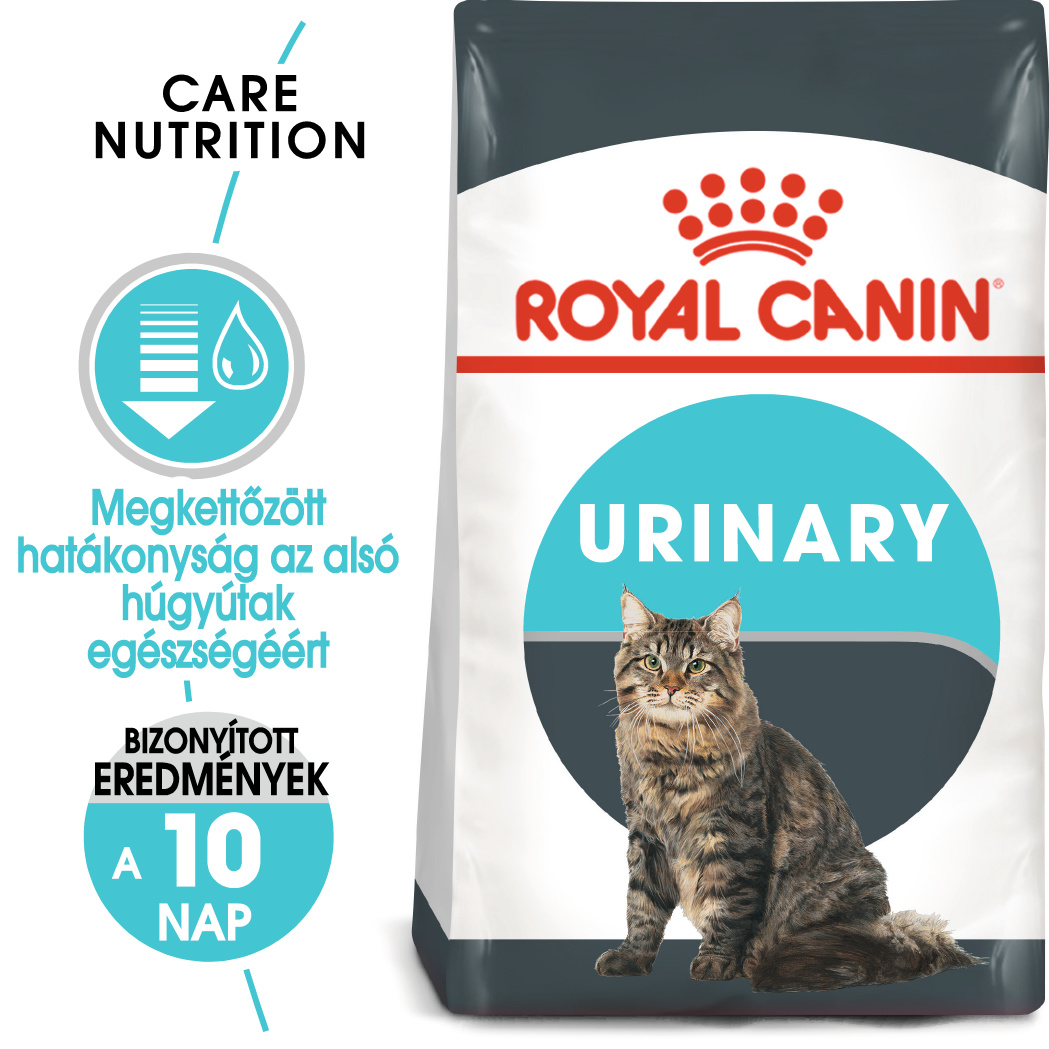 CARE
NUTRITION
Megkettőzött
hatákonyság az alsó
húgyútak
egészségéért
BIZONYÍTOTT
EREDMÉNYEK
A 10
NAP
ROYAL CANIN®
URINARY